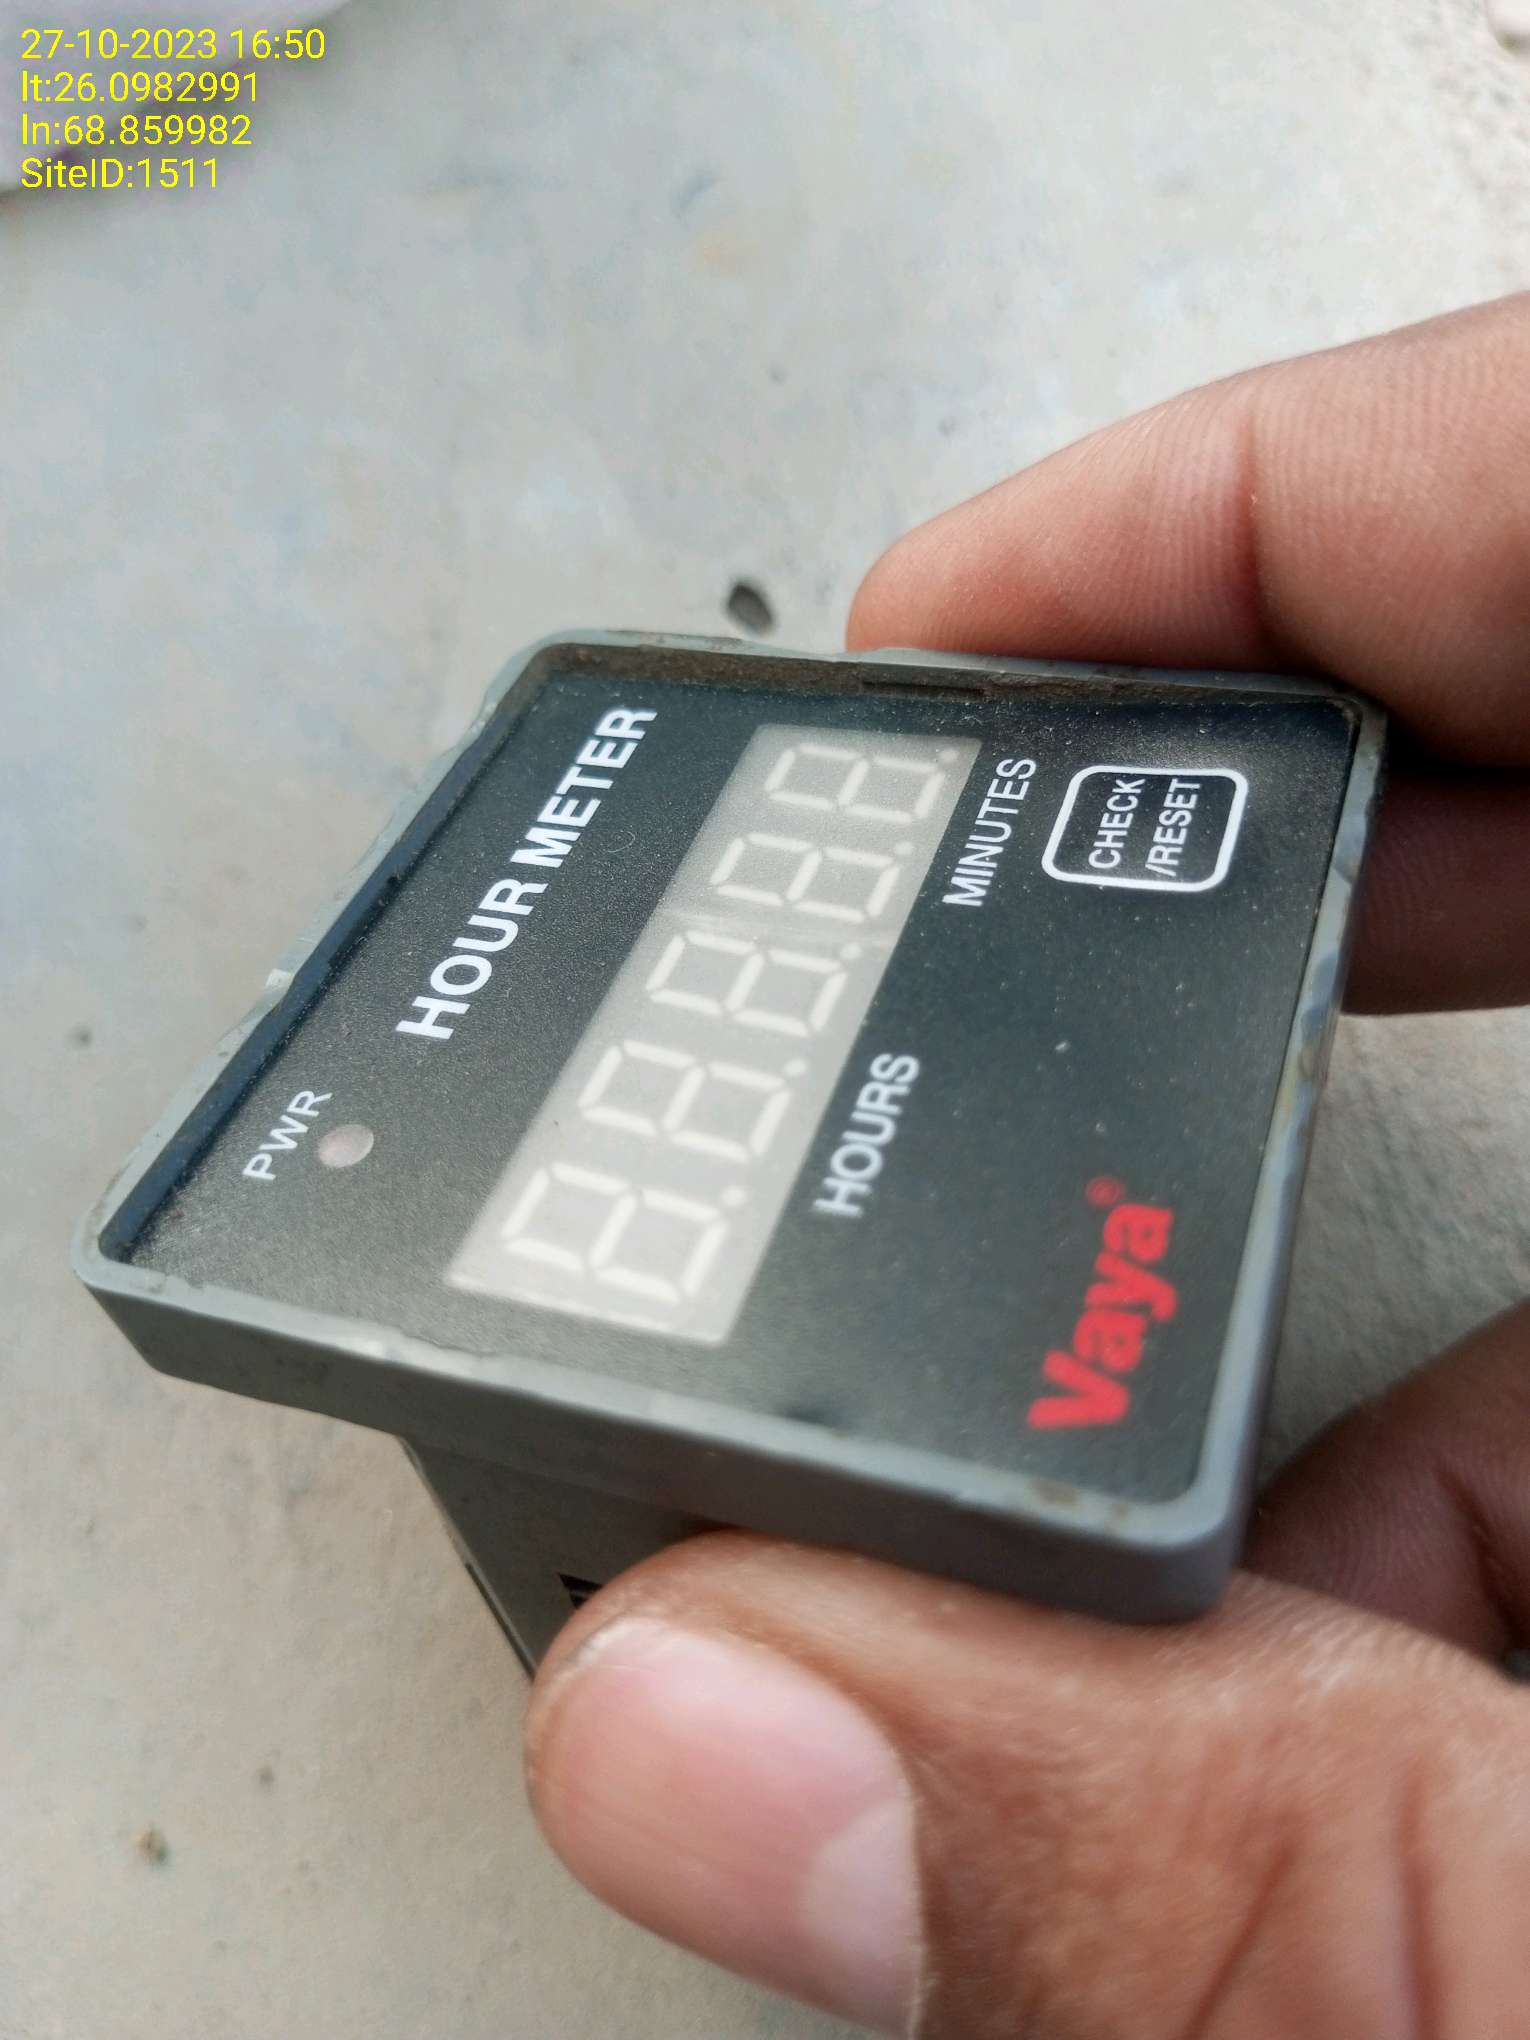 27-10-2023 16:50
lt:26.0982991
ln:68.859982
SiteID:1511
PWR
HOUR METER
HOURS
MINUTES
Vaya®
CHECK
/RESET